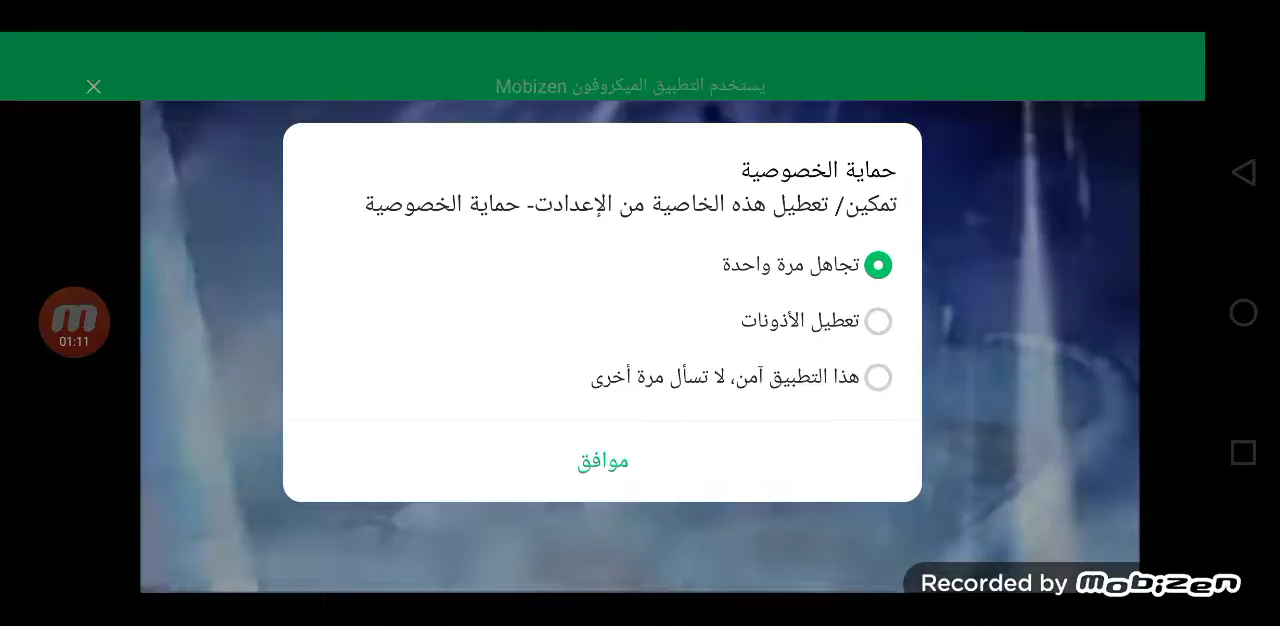 يستخدم التطبيق الميكروفون Mobizen
حماية الخصوصية
تمكين/ تعطيل هذه الخاصية من الإعدادت- حماية الخصوصية
تجاهل مرة واحدة
تعطيل الأذونات
هذا التطبيق آمن، لا تسأل مرة أخرى
موافق
01:11
Recorded by Mobizen